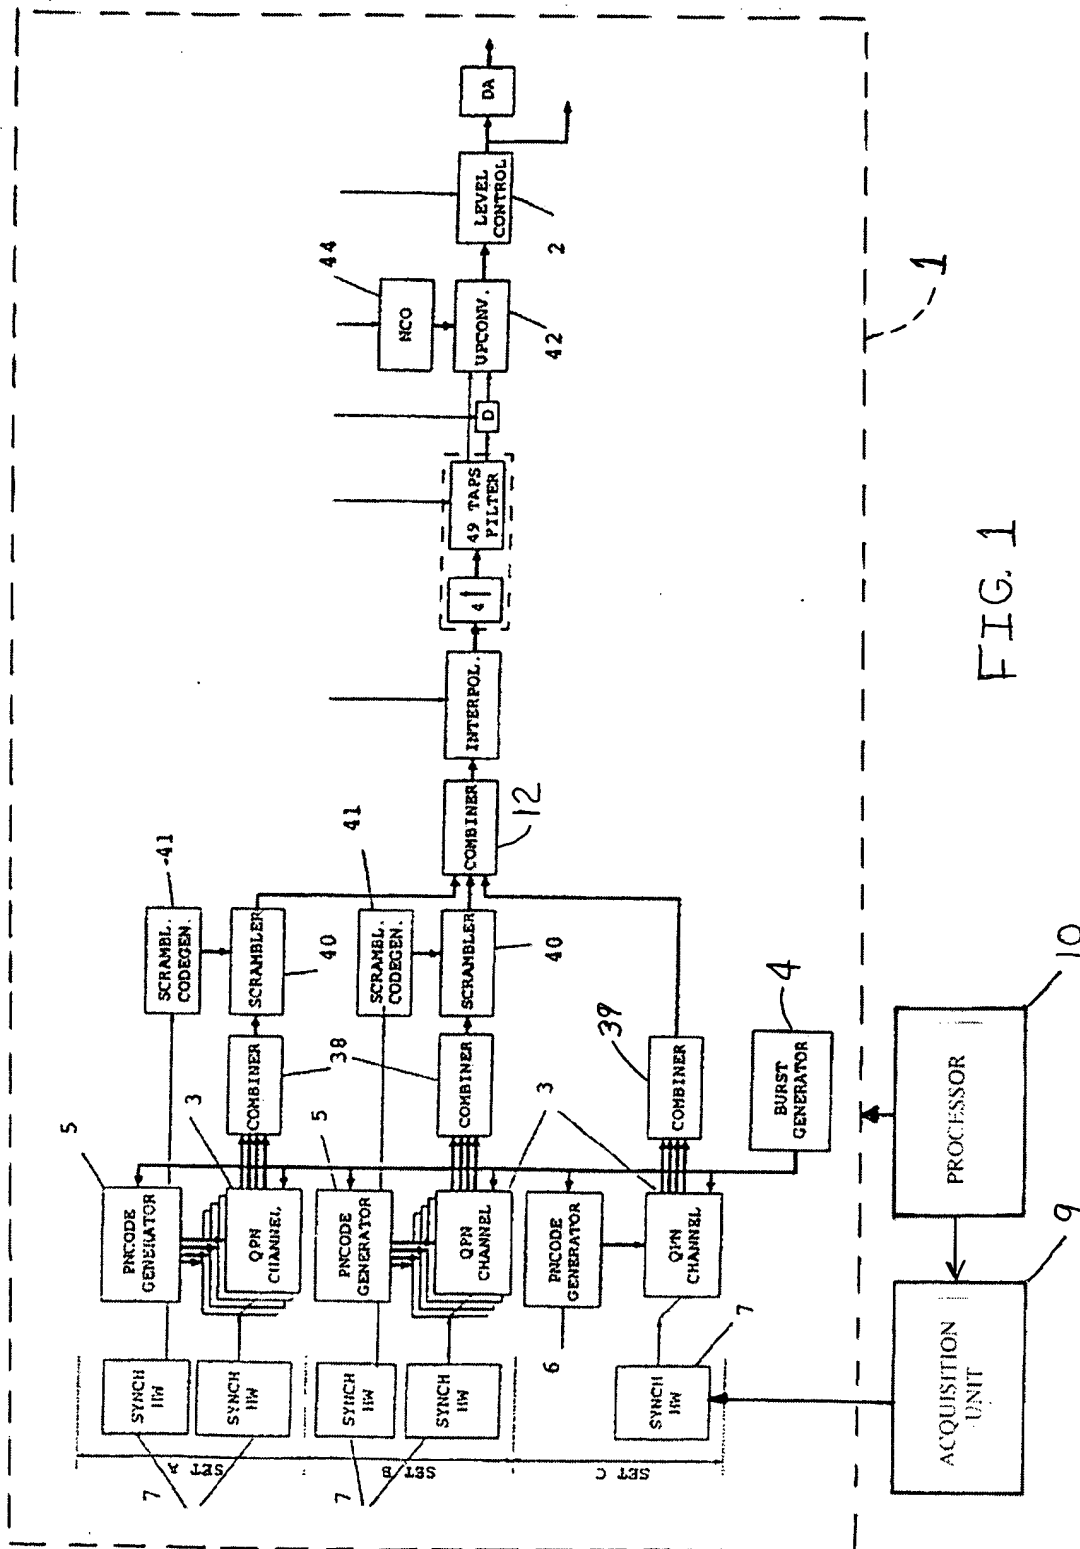 SET A
SET B
SET C
7
SYNCH
HW
SYNCH
HW
7
SYNCH
HW
SYNCH
HW
SYNCH
HW
7
5
PNCODE
GENERATOR
3
QPN
CHANNEL
5
PNCODE
GENERATOR
QPN
CHANNEL
3
PNCODE
GENERATOR
6
QPN
CHANNEL
COMBINER
38
COMBINER
COMBINER
39
BURST
GENERATOR
4
-41
SCRAMBL.
CODEGEN.
SCRAMBLER
40
41
SCRAMBL.
CODEGEN.
SCRAMBLER
40
COMBINER
12
INTERPOL.
4
49 TAPS
PILTER
D
44
NCO
UPCONV.
42
LEVEL
CONTROL
2
DA
1
ACQUISITION
UNIT
9
PROCESSOR
10
FIG. 1